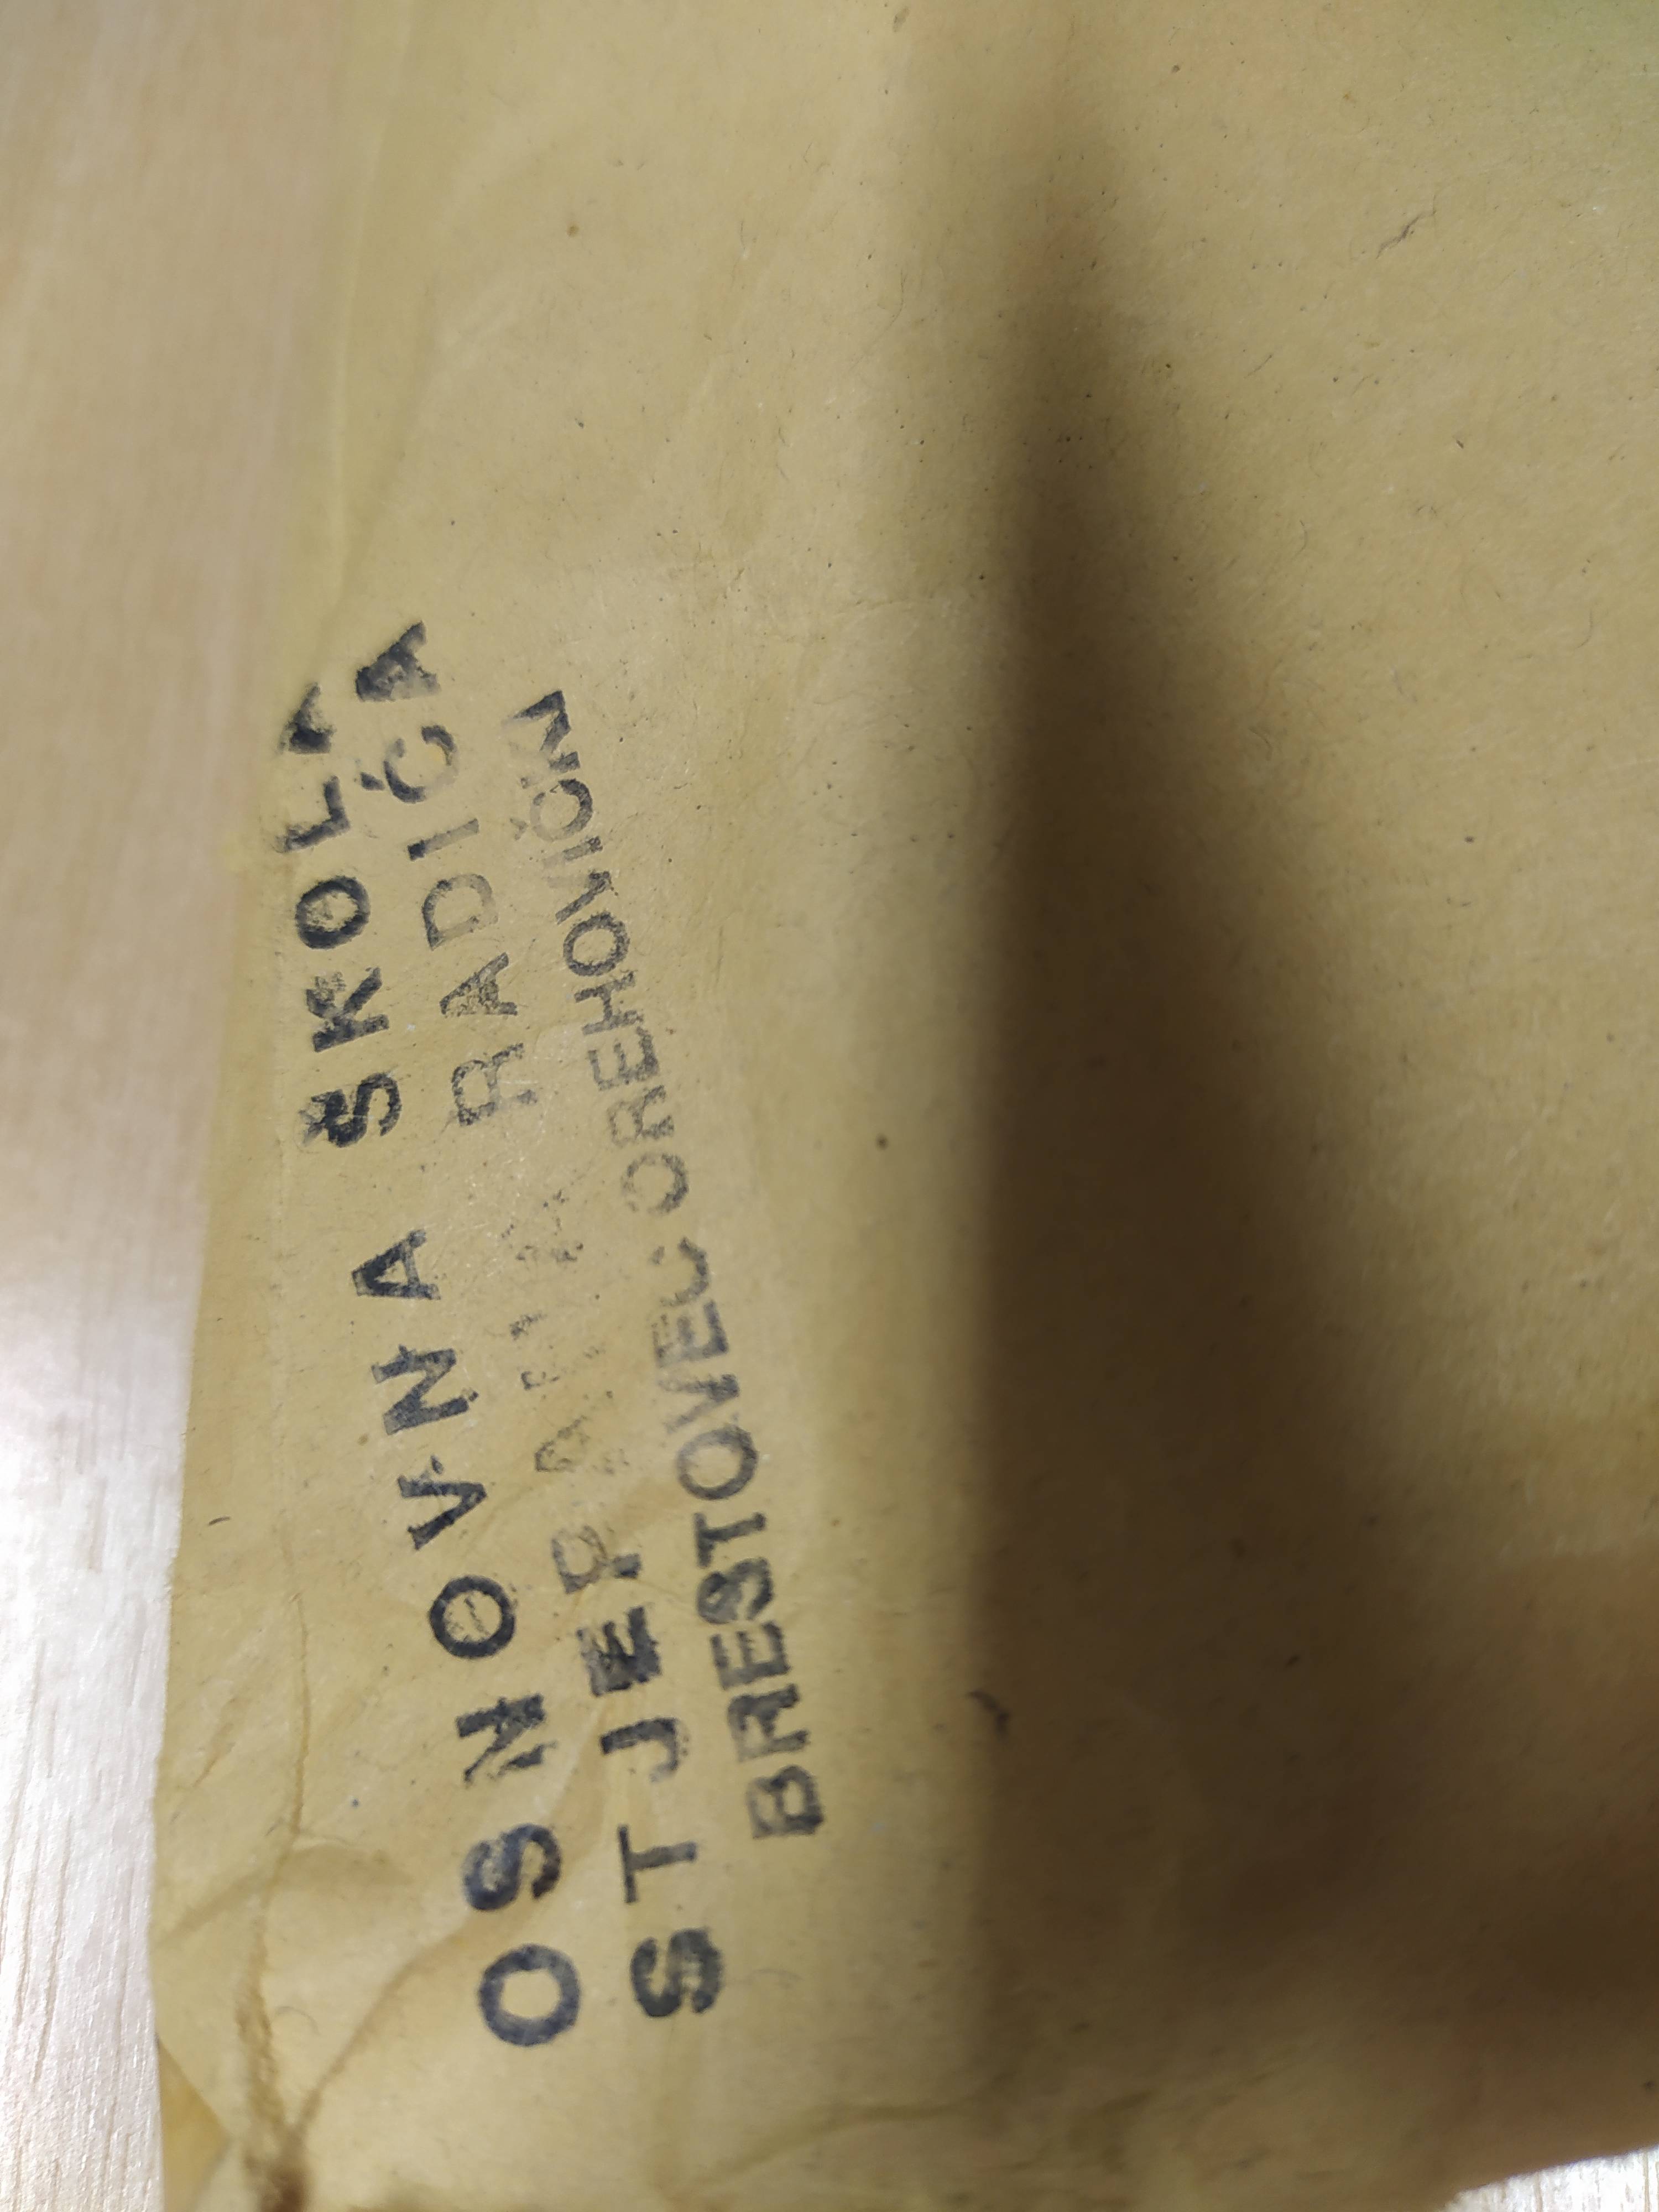 OSNOVNA ŠKOLA
STJEPANA RADIĆA
BRESTOVEC OREHOVIČKI